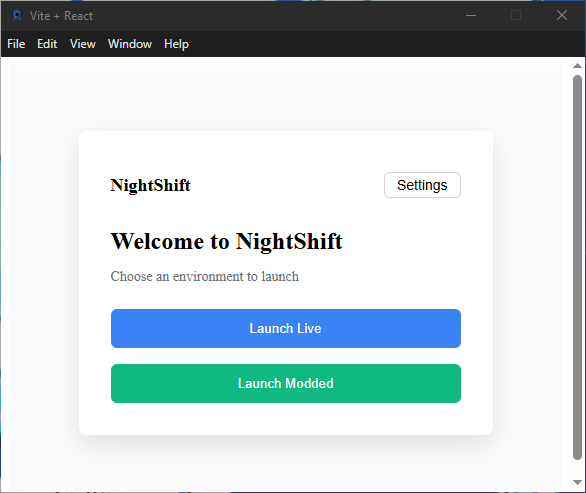 Vite + React
File Edit View Window Help
NightShift
Settings
Welcome to NightShift
Choose an environment to launch
Launch Live
Launch Modded